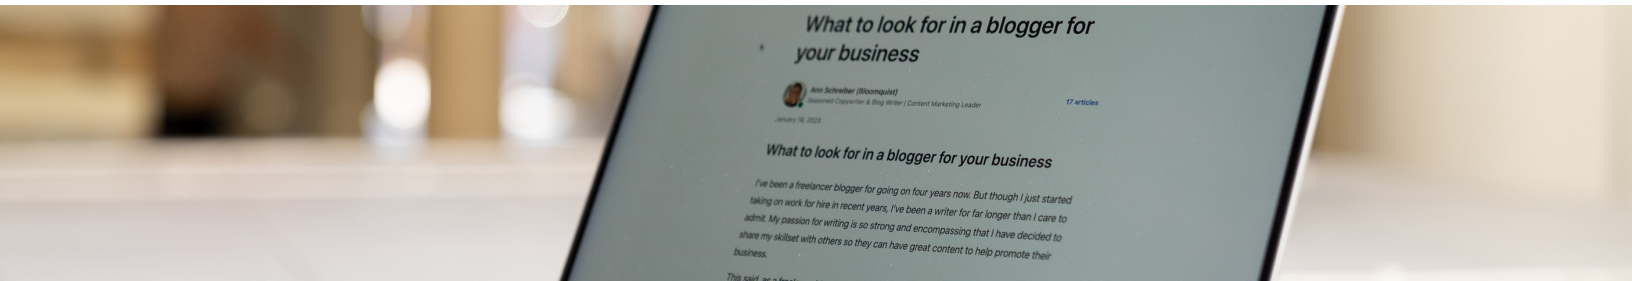 What to look for in a blogger for
your business
Ann Schreiber (Bloomquist)
Seasoned Copywriter & Blog Writer | Content Marketing Leader
17 articles
January 16, 2023
What to look for in a blogger for your business
I've been a freelancer blogger for going on four years now. But though I just started
taking on work for hire in recent years, I've been a writer for far longer than I care to
admit. My passion for writing is so strong and encompassing that I have decided to
share my skillset with others so they can have great content to help promote their
business.
This said, as a